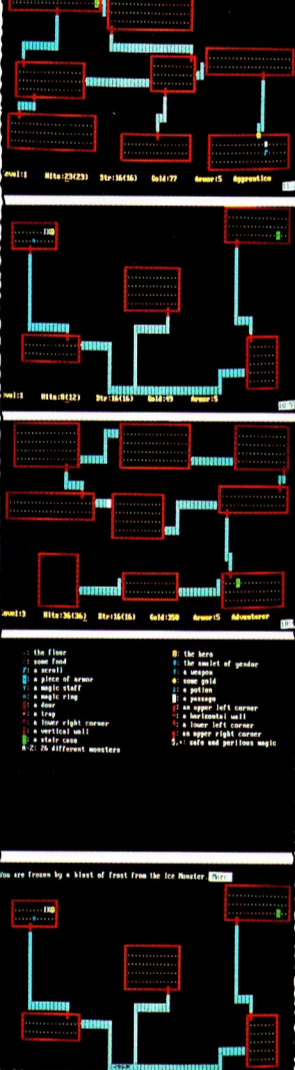 evel:1 Hits:23(23) Str:16(16) Gold:77 Armor:5 Apprentice
evel:1 Hits:8(12) Str:16(16) Gold:49 Armor:5
evel:3 Hits:36(36) Str:16(16) Gold:350 Armor:5 Adventurer
: the floor
: some food
: a scroll
: a piece of armor
: a magic staff
: a magic ring
: a door
: a trap
: lower right corner
: a vertical wall
: a stair case
A-Z: 26 different monsters
: the hero
: the amulet of yendor
: a weapon
: some gold
: a potion
: a passage
: an upper left corner
: a horizontal wall
: a lower left corner
: an upper right corner
$,+: safe and perilous magic
You are frozen by a blast of frost from the Ice Monster. More